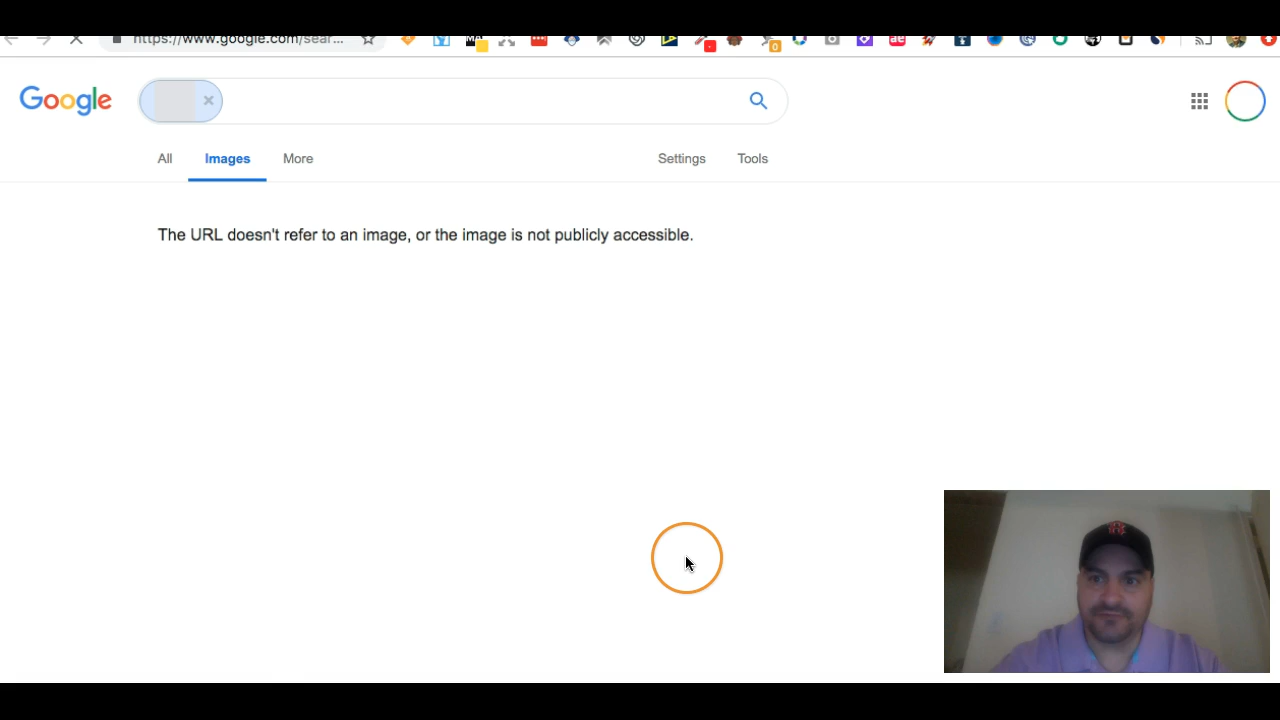 https://www.google.com/sear...
Google
All
Images
More
Settings
Tools
The URL doesn't refer to an image, or the image is not publicly accessible.